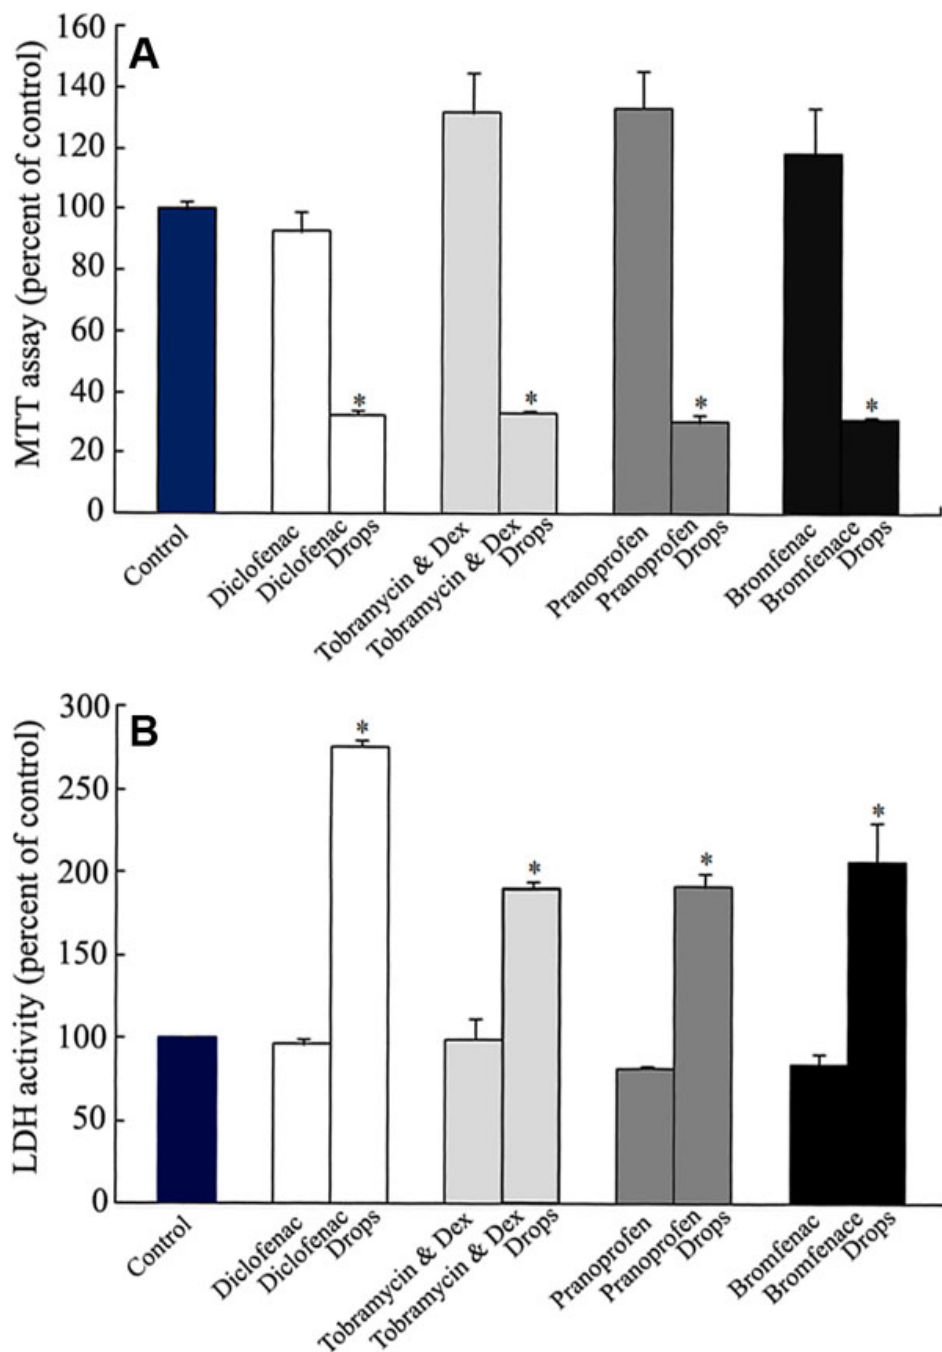 A
MTT assay (percent of control)
160
140
120
100
80
60
40
20
0
*
*
*
*
Control
Diclofenac
Diclofenac
Drops
Tobramycin & Dex
Tobramycin & Dex
Drops
Pranoprofen
Pranoprofen
Drops
Bromfenac
Bromfenace
Drops
B
LDH activity (percent of control)
300
250
200
150
100
50
0
*
*
*
*
Control
Diclofenac
Diclofenac
Drops
Tobramycin & Dex
Tobramycin & Dex
Drops
Pranoprofen
Pranoprofen
Drops
Bromfenac
Bromfenace
Drops